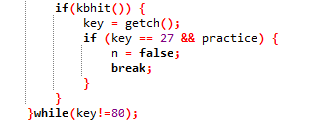 if(kbhit()) {
key = getch();
if (key == 27 && practice) {
n = false;
break;
}
}
}while(key!=80);